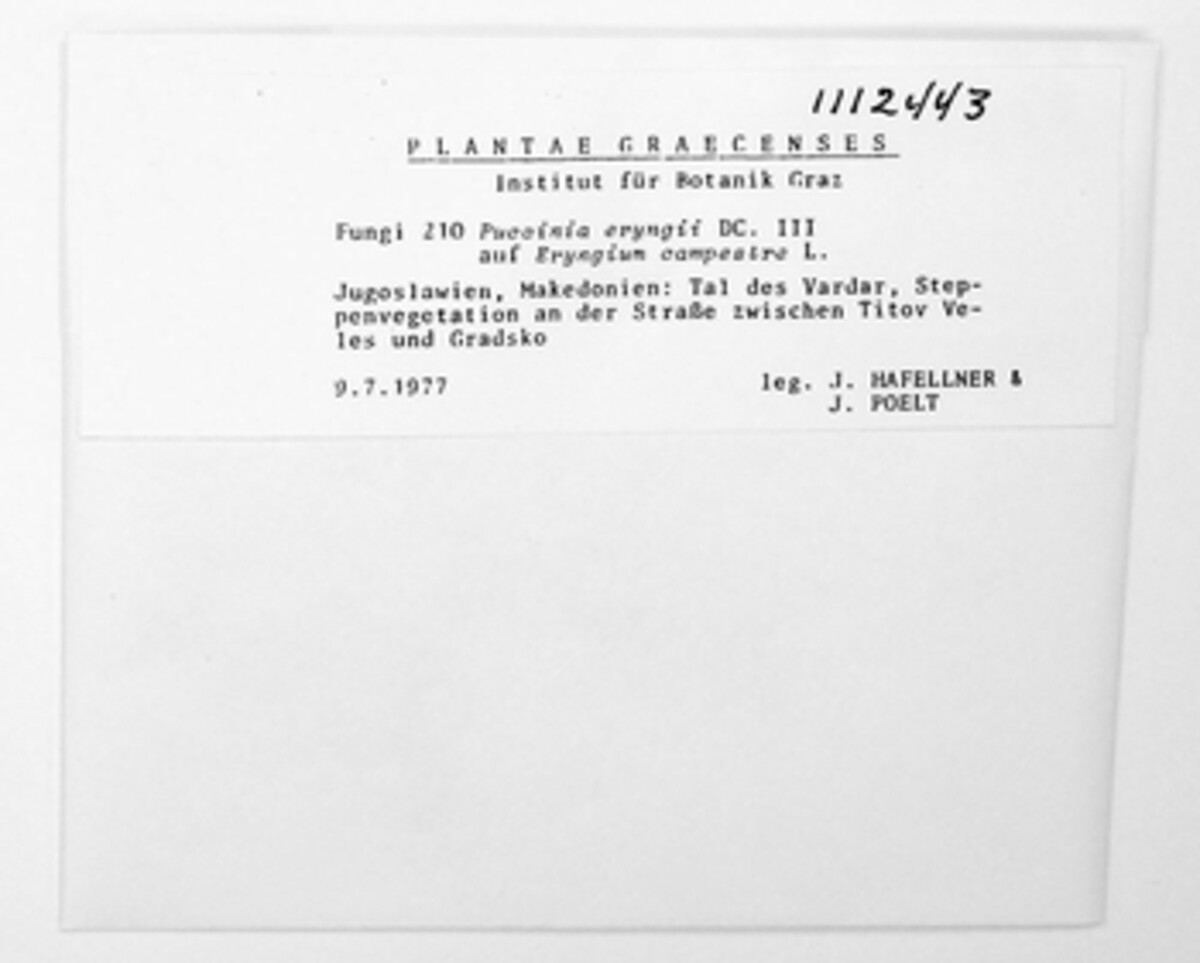 1112443
PLANTAE GRAECENSES
Institut für Botanik Graz
Fungi 210 Puccinia eryngii DC. III
auf Eryngium campestre L.
Jugoslawien, Makedonien: Tal des Vardar, Step-
penvegetation an der Straße zwischen Titov Ve-
les und Gradsko
9.7.1977 leg. J. HAFELLNER &
J. POELT